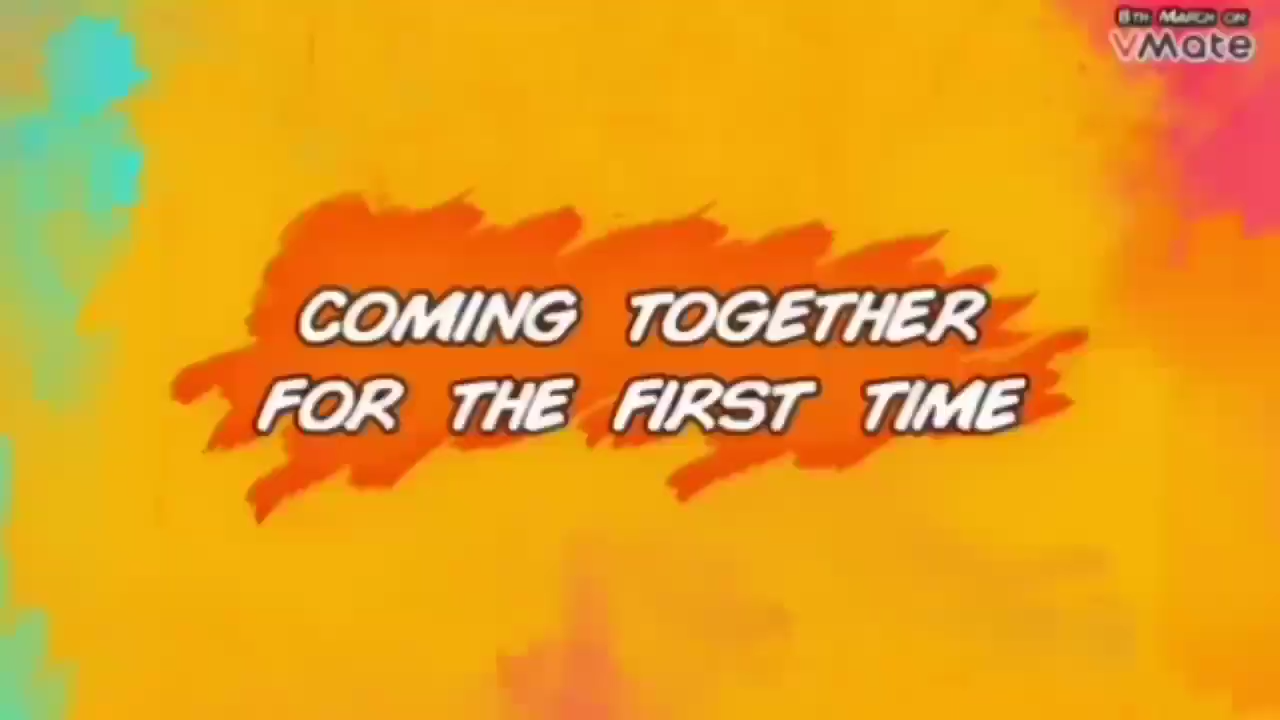 8TH MARCH ON
VMate
COMING TOGETHER
FOR THE FIRST TIME